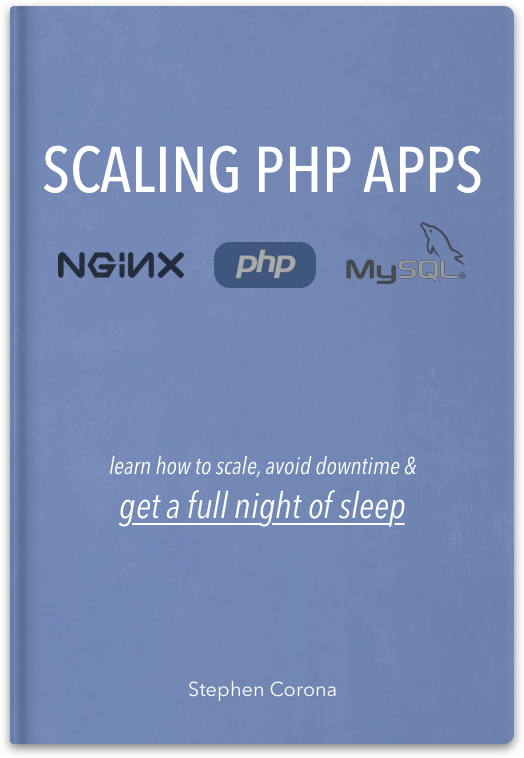 SCALING PHP APPS
NGINX php MySQL®
learn how to scale, avoid downtime &
get a full night of sleep
Stephen Corona